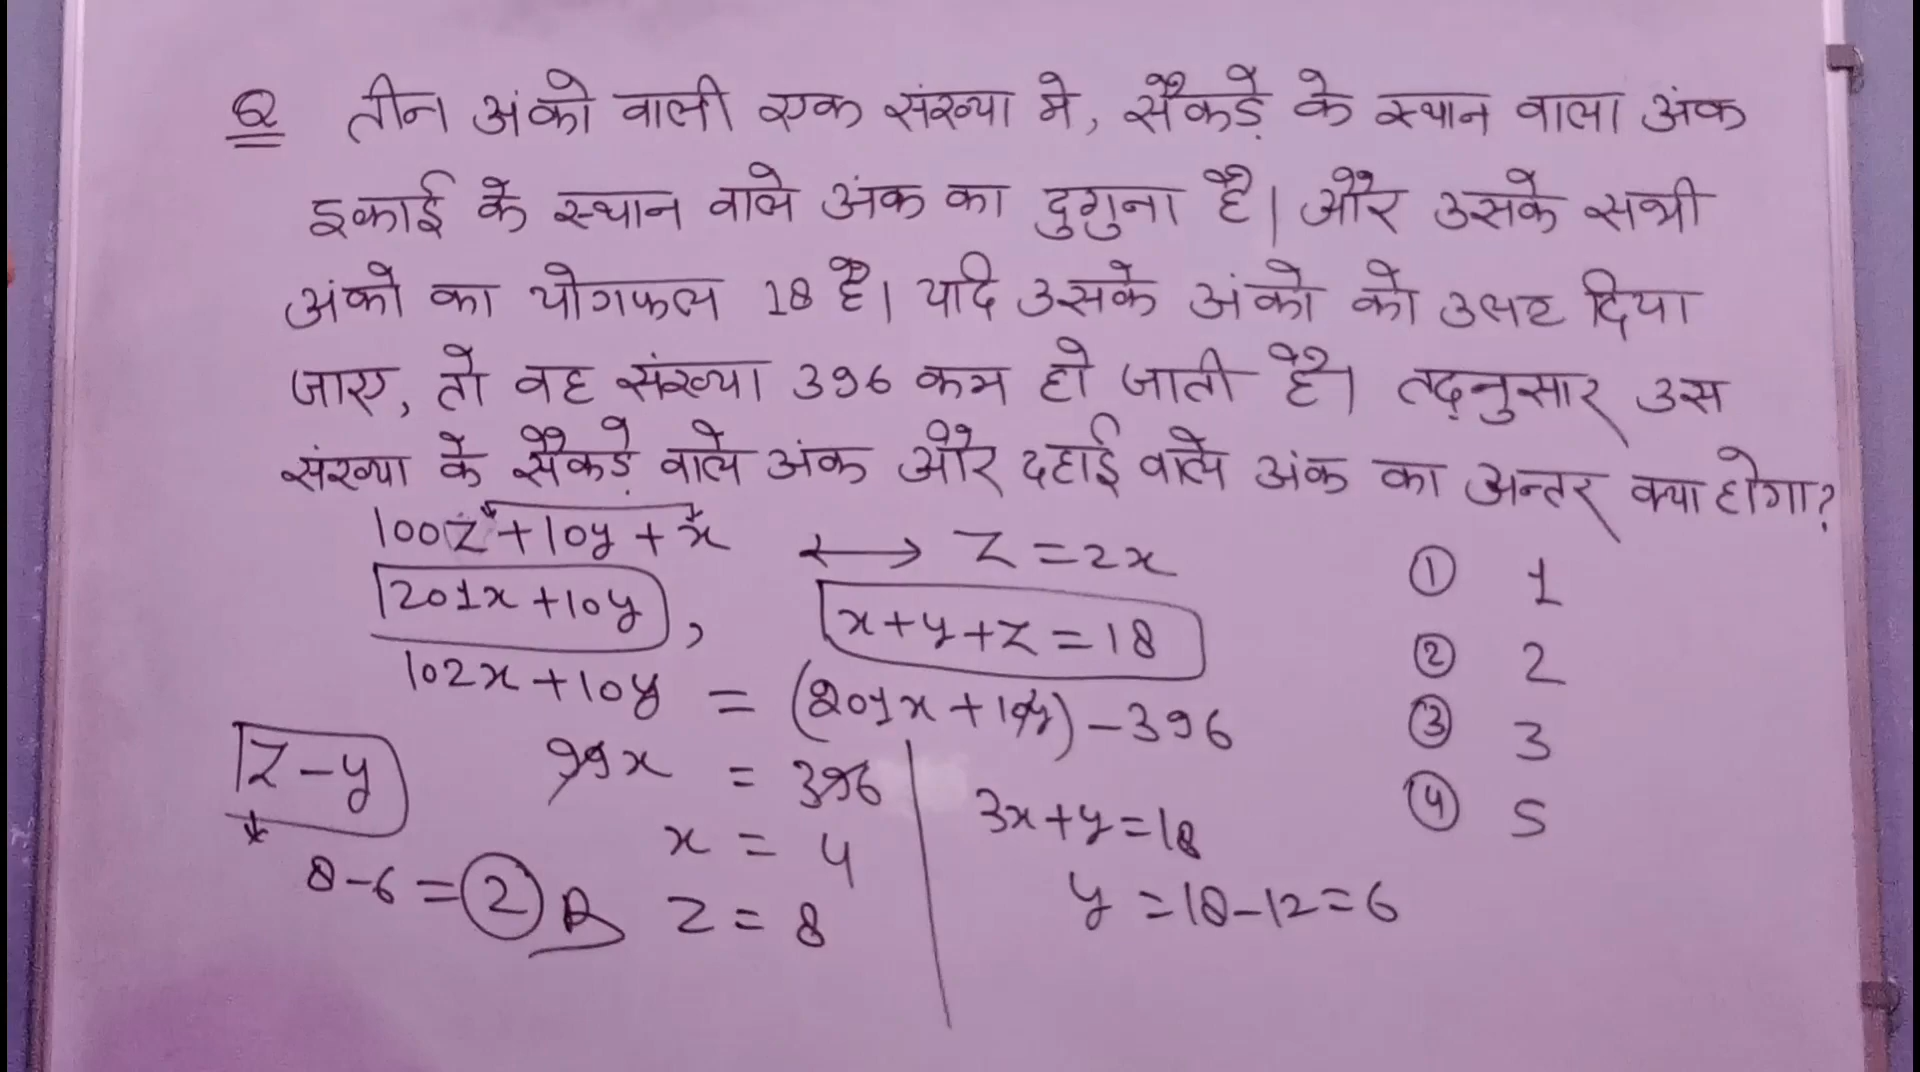 Q तीन अंको वाली एक संख्या मे, सैकड़े के स्थान वाला अंक
इकाई के स्थान वाले अंक का दुगुना है। और उसके सभी
अंको का योगफल 18 है। यदि उसके अंको को उलट दिया
जाए, तो वह संख्या 396 कम हो जाती है। तद्नुसार उस
संख्या के सैकड़े वाले अंक और दहाई वाले अंक का अन्तर क्या होगा?
100z + 10y + x ⟷ z = 2x
201x + 10y , x + y + z = 18
102x + 10y = (201x + 10y) - 396
z - y
99x = 396
x = 4
z = 8
8 - 6 = 2 B
3x + y = 18
y = 18 - 12 = 6
① 1
② 2
③ 3
④ 5